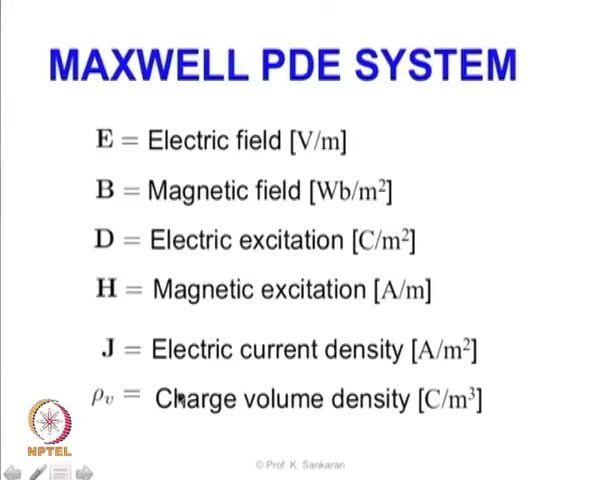 MAXWELL PDE SYSTEM
E = Electric field [V/m]
B = Magnetic field [Wb/m²]
D = Electric excitation [C/m²]
H = Magnetic excitation [A/m]
J = Electric current density [A/m²]
ρᵥ = Charge volume density [C/m³]
NPTEL
© Prof. K. Sankaran